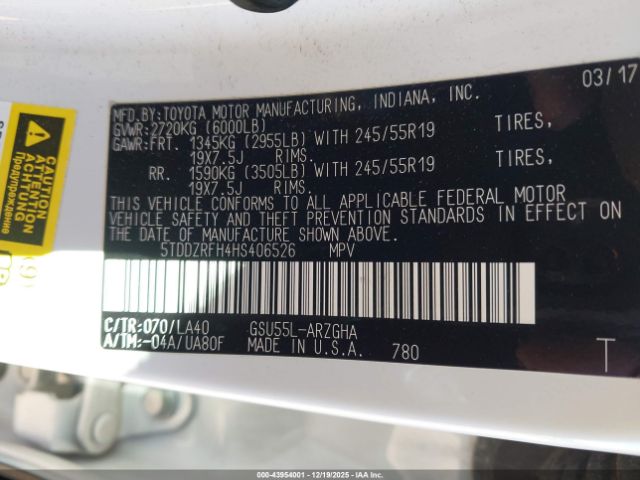 03/17
MFD.BY:TOYOTA MOTOR MANUFACTURING, INDIANA, INC.
GVWR:2720KG (6000LB)
GAWR:FRT. 1345KG (2955LB) WITH 245/55R19 TIRES,
19X7.5J RIMS.
RR. 1590KG (3505LB) WITH 245/55R19 TIRES,
19X7.5J RIMS.
THIS VEHICLE CONFORMS TO ALL APPLICABLE FEDERAL MOTOR
VEHICLE SAFETY AND THEFT PREVENTION STANDARDS IN EFFECT ON
THE DATE OF MANUFACTURE SHOWN ABOVE.
5TDDZRFH4HS406526 MPV
C/TR:070/LA40 GSU55L-ARZGHA
A/TM:-04A/UA80F MADE IN U.S.A. 780
T
CAUTION
ATTENTION
ATENCIÓN
Предупреждение
000-43954001 - 12/19/2025 - IAAI.COM